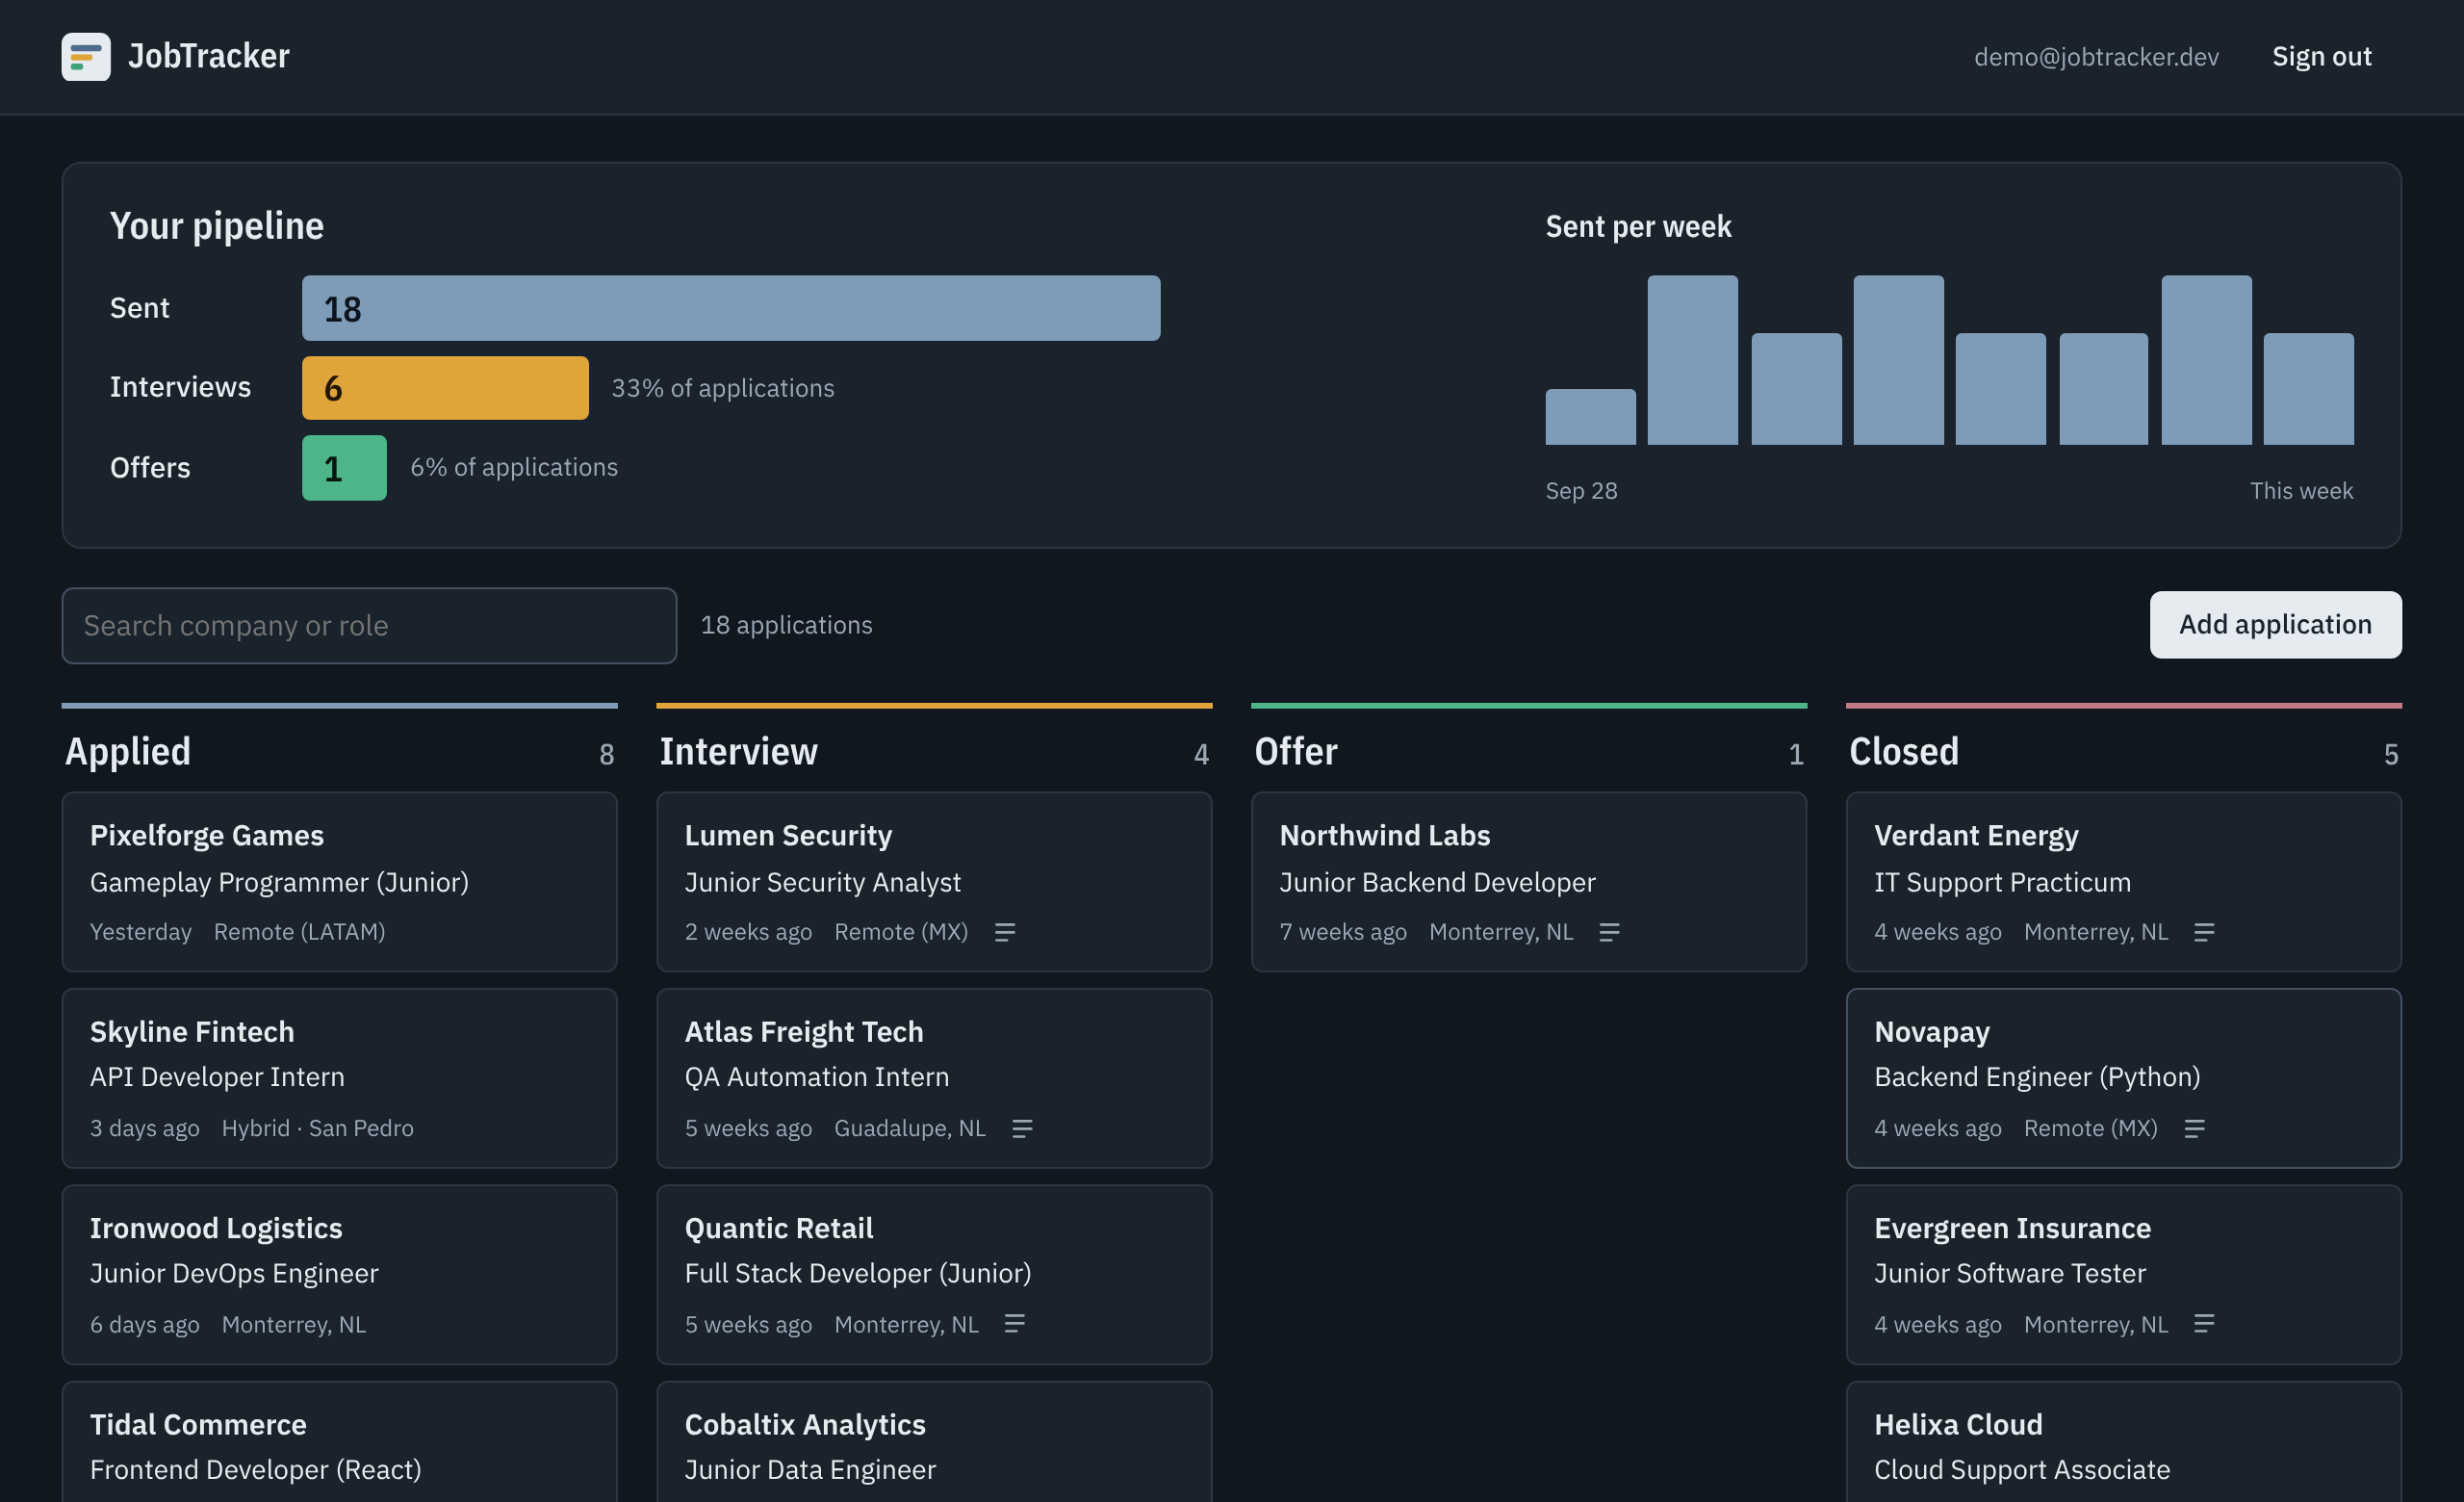 JobTracker
demo@jobtracker.dev
Sign out
Your pipeline
Sent
18
Interviews
6
33% of applications
Offers
1
6% of applications
Sent per week
Sep 28
This week
Search company or role
18 applications
Add application
Applied
8
Pixelforge Games
Gameplay Programmer (Junior)
Yesterday Remote (LATAM)
Skyline Fintech
API Developer Intern
3 days ago Hybrid · San Pedro
Ironwood Logistics
Junior DevOps Engineer
6 days ago Monterrey, NL
Tidal Commerce
Frontend Developer (React)
Interview
4
Lumen Security
Junior Security Analyst
2 weeks ago Remote (MX)
Atlas Freight Tech
QA Automation Intern
5 weeks ago Guadalupe, NL
Quantic Retail
Full Stack Developer (Junior)
5 weeks ago Monterrey, NL
Cobaltix Analytics
Junior Data Engineer
Offer
1
Northwind Labs
Junior Backend Developer
7 weeks ago Monterrey, NL
Closed
5
Verdant Energy
IT Support Practicum
4 weeks ago Monterrey, NL
Novapay
Backend Engineer (Python)
4 weeks ago Remote (MX)
Evergreen Insurance
Junior Software Tester
4 weeks ago Monterrey, NL
Helixa Cloud
Cloud Support Associate